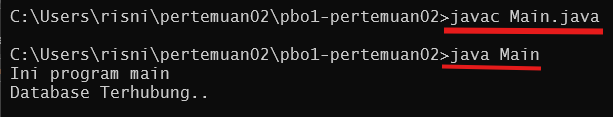 C:\Users\risni\pertemuan02\pbo1-pertemuan02>javac Main.java
C:\Users\risni\pertemuan02\pbo1-pertemuan02>java Main
Ini program main
Database Terhubung..